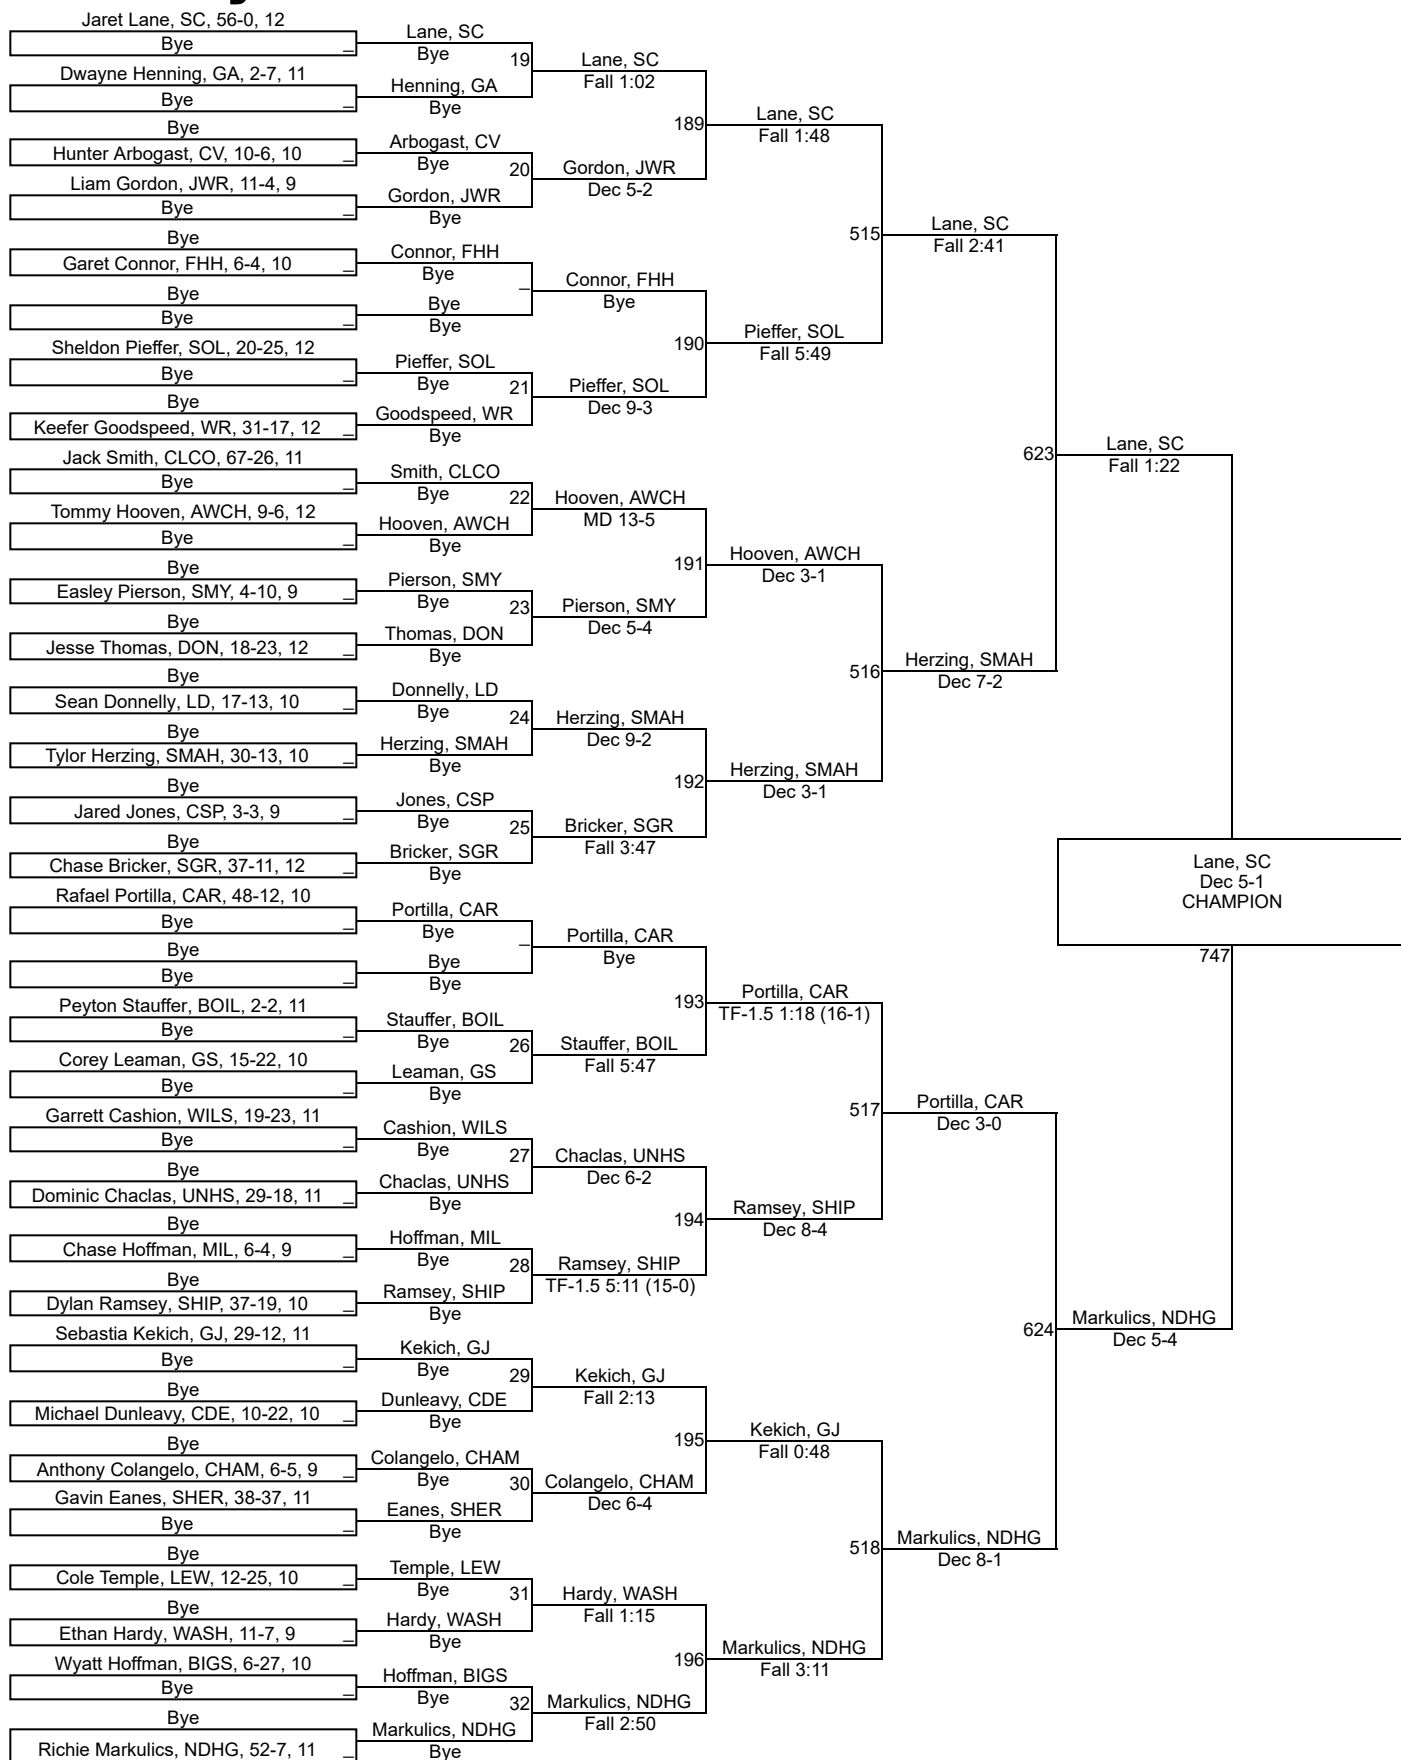 Jaret Lane, SC, 56-0, 12
Bye _
Dwayne Henning, GA, 2-7, 11
Bye _
Bye
Hunter Arbogast, CV, 10-6, 10 _
Liam Gordon, JWR, 11-4, 9
Bye _
Bye
Garet Connor, FHH, 6-4, 10 _
Bye
Bye _
Sheldon Pieffer, SOL, 20-25, 12
Bye _
Bye
Keefer Goodspeed, WR, 31-17, 12 _
Jack Smith, CLCO, 67-26, 11
Bye _
Tommy Hooven, AWCH, 9-6, 12
Bye _
Bye
Easley Pierson, SMY, 4-10, 9 _
Bye
Jesse Thomas, DON, 18-23, 12 _
Bye
Sean Donnelly, LD, 17-13, 10 _
Bye
Tylor Herzing, SMAH, 30-13, 10 _
Bye
Jared Jones, CSP, 3-3, 9 _
Bye
Chase Bricker, SGR, 37-11, 12 _
Rafael Portilla, CAR, 48-12, 10
Bye _
Bye
Bye _
Peyton Stauffer, BOIL, 2-2, 11
Bye _
Corey Leaman, GS, 15-22, 10
Bye _
Garrett Cashion, WILS, 19-23, 11
Bye _
Bye
Dominic Chaclas, UNHS, 29-18, 11 _
Bye
Chase Hoffman, MIL, 6-4, 9 _
Bye
Dylan Ramsey, SHIP, 37-19, 10 _
Sebastia Kekich, GJ, 29-12, 11
Bye _
Bye
Michael Dunleavy, CDE, 10-22, 10 _
Bye
Anthony Colangelo, CHAM, 6-5, 9 _
Gavin Eanes, SHER, 38-37, 11
Bye _
Bye
Cole Temple, LEW, 12-25, 10 _
Bye
Ethan Hardy, WASH, 11-7, 9 _
Wyatt Hoffman, BIGS, 6-27, 10
Bye _
Bye
Richie Markulics, NDHG, 52-7, 11 _
Lane, SC
Bye
19
Henning, GA
Bye
Arbogast, CV
Bye
20
Gordon, JWR
Bye
Connor, FHH
Bye
_
Bye
Bye
Pieffer, SOL
Bye
21
Goodspeed, WR
Bye
Smith, CLCO
Bye
22
Hooven, AWCH
Bye
Pierson, SMY
Bye
23
Thomas, DON
Bye
Donnelly, LD
Bye
24
Herzing, SMAH
Bye
Jones, CSP
Bye
25
Bricker, SGR
Bye
Portilla, CAR
Bye
_
Bye
Bye
Stauffer, BOIL
Bye
26
Leaman, GS
Bye
Cashion, WILS
Bye
27
Chaclas, UNHS
Bye
Hoffman, MIL
Bye
28
Ramsey, SHIP
Bye
Kekich, GJ
Bye
29
Dunleavy, CDE
Bye
Colangelo, CHAM
Bye
30
Eanes, SHER
Bye
Temple, LEW
Bye
31
Hardy, WASH
Bye
Hoffman, BIGS
Bye
32
Markulics, NDHG
Bye
Lane, SC
Fall 1:02
189
Gordon, JWR
Dec 5-2
Connor, FHH
Bye
190
Pieffer, SOL
Dec 9-3
Hooven, AWCH
MD 13-5
191
Pierson, SMY
Dec 5-4
Herzing, SMAH
Dec 9-2
192
Bricker, SGR
Fall 3:47
Portilla, CAR
Bye
193
Stauffer, BOIL
Fall 5:47
Chaclas, UNHS
Dec 6-2
194
Ramsey, SHIP
TF-1.5 5:11 (15-0)
Kekich, GJ
Fall 2:13
195
Colangelo, CHAM
Dec 6-4
Hardy, WASH
Fall 1:15
196
Markulics, NDHG
Fall 2:50
Lane, SC
Fall 1:48
515
Pieffer, SOL
Fall 5:49
Hooven, AWCH
Dec 3-1
516
Herzing, SMAH
Dec 3-1
Portilla, CAR
TF-1.5 1:18 (16-1)
517
Ramsey, SHIP
Dec 8-4
Kekich, GJ
Fall 0:48
518
Markulics, NDHG
Fall 3:11
Lane, SC
Fall 2:41
623
Herzing, SMAH
Dec 7-2
Portilla, CAR
Dec 3-0
624
Markulics, NDHG
Dec 8-1
Lane, SC
Fall 1:22
Markulics, NDHG
Dec 5-4
Lane, SC
Dec 5-1
CHAMPION
747